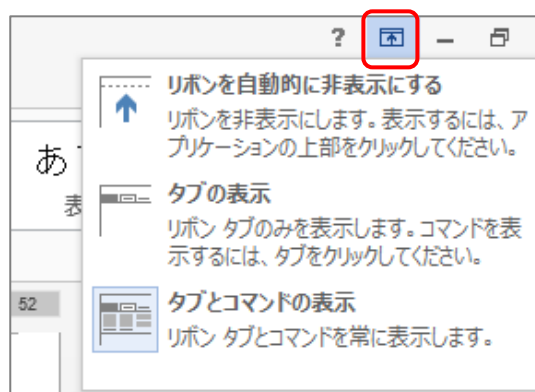 ?
リボンを自動的に非表示にする
リボンを非表示にします。表示するには、ア
プリケーションの上部をクリックしてください。
あ
表
タブの表示
リボン タブのみを表示します。コマンドを表
示するには、タブをクリックしてください。
52
タブとコマンドの表示
リボン タブとコマンドを常に表示します。